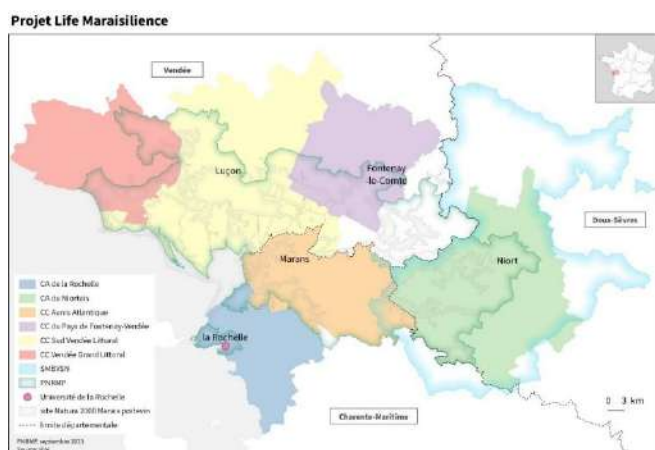 Projet Life Maraisilience
Vendée
Luçon
Fontenay
-le-Comte
Deux-Sèvres
Marans
Niort
la Rochelle
CA de la Rochelle
CA du Niortais
CC Aunis Atlantique
CC du Pays de Fontenay-Vendée
CC Sud Vendée Littoral
CC Vendée Grand Littoral
SMBVSN
PNRMP
Université de la Rochelle
site Natura 2000 Marais poitevin
limite départementale
0 3 km
Charente-Maritime
PNRMP, septembre 2023